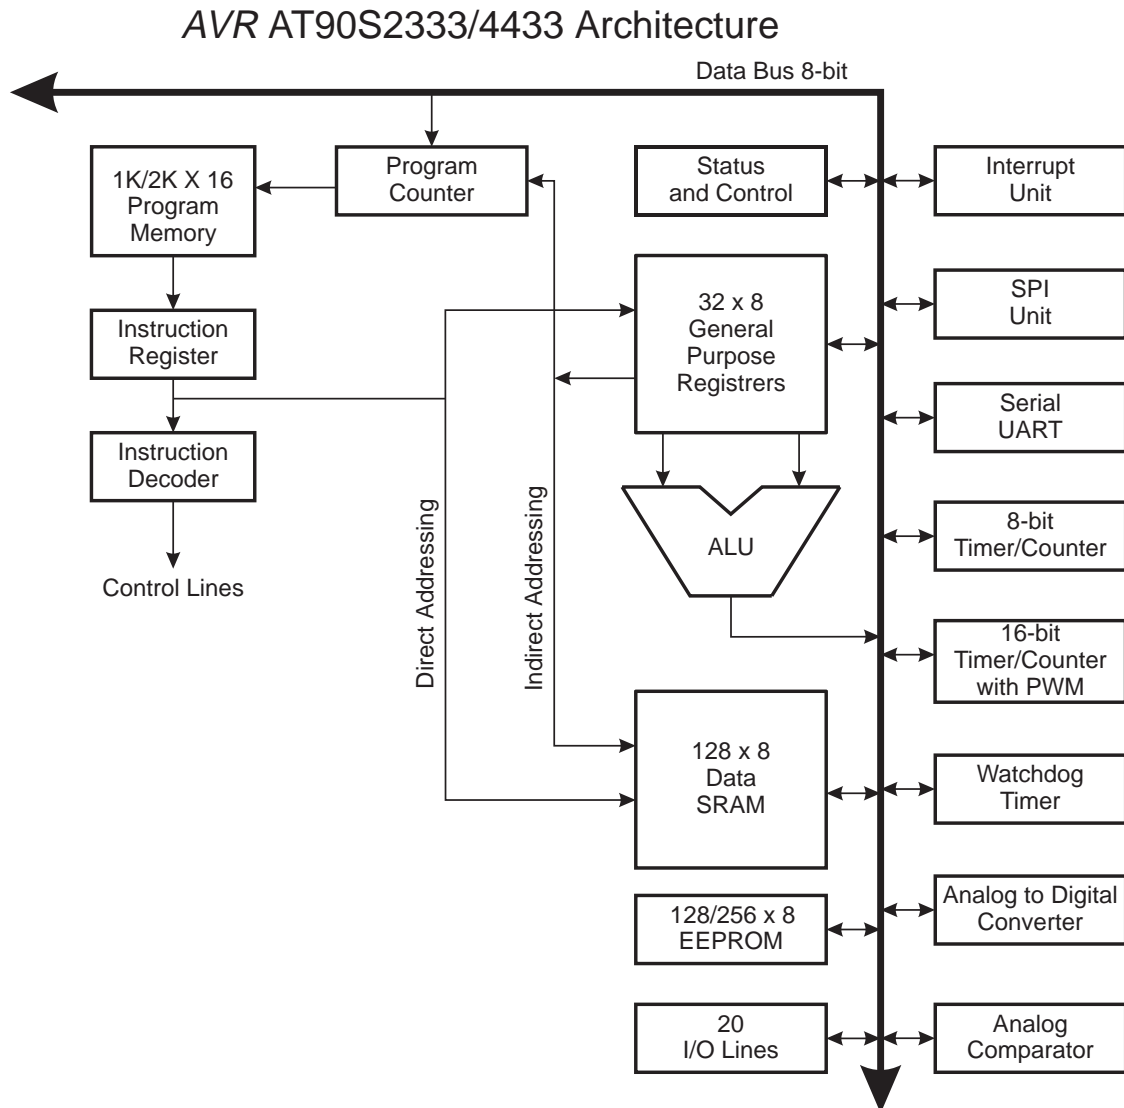 AVR AT90S2333/4433 Architecture
Data Bus 8-bit
1K/2K X 16
Program
Memory
Program
Counter
Status
and Control
Interrupt
Unit
32 x 8
General
Purpose
Registrers
SPI
Unit
Instruction
Register
Serial
UART
Instruction
Decoder
Direct Addressing
Indirect Addressing
ALU
8-bit
Timer/Counter
Control Lines
16-bit
Timer/Counter
with PWM
128 x 8
Data
SRAM
Watchdog
Timer
128/256 x 8
EEPROM
Analog to Digital
Converter
20
I/O Lines
Analog
Comparator